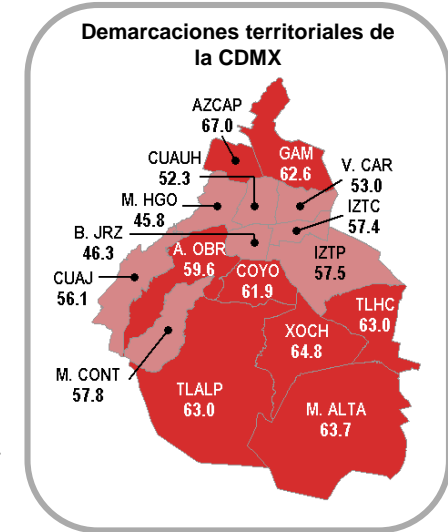 Demarcaciones territoriales de
la CDMX
AZCAP
67.0
GAM
62.6
CUAUH
52.3
V. CAR
53.0
M. HGO
45.8
IZTC
57.4
B. JRZ
46.3
A. OBR
59.6
IZTP
57.5
CUAJ
56.1
COYO
61.9
TLHC
63.0
XOCH
64.8
M. CONT
57.8
TLALP
63.0
M. ALTA
63.7